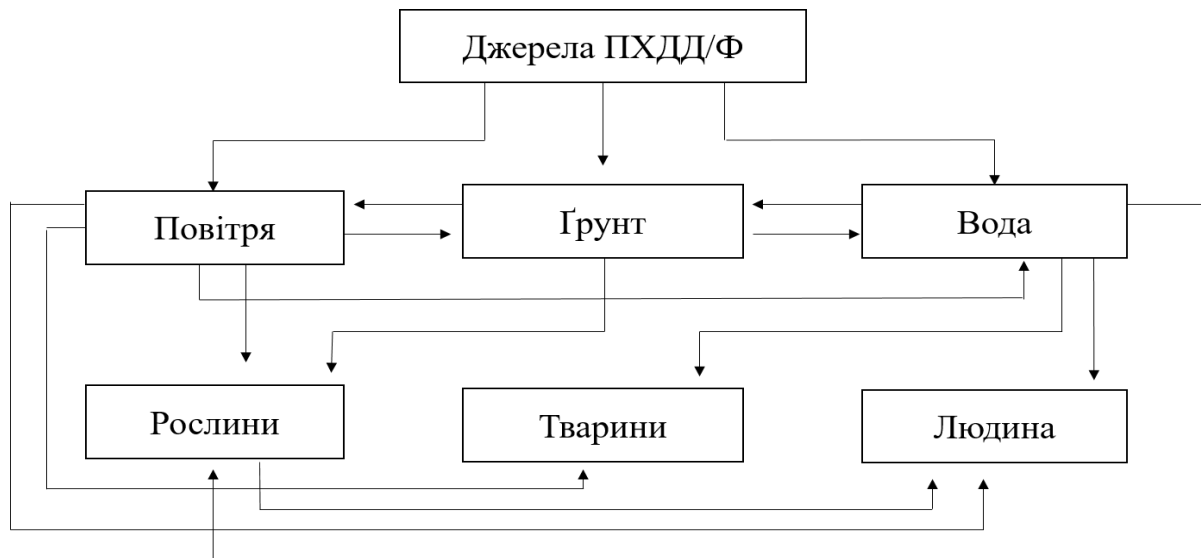 Джерела ПХДД/Ф
Повітря
Ґрунт
Вода
Рослини
Тварини
Людина